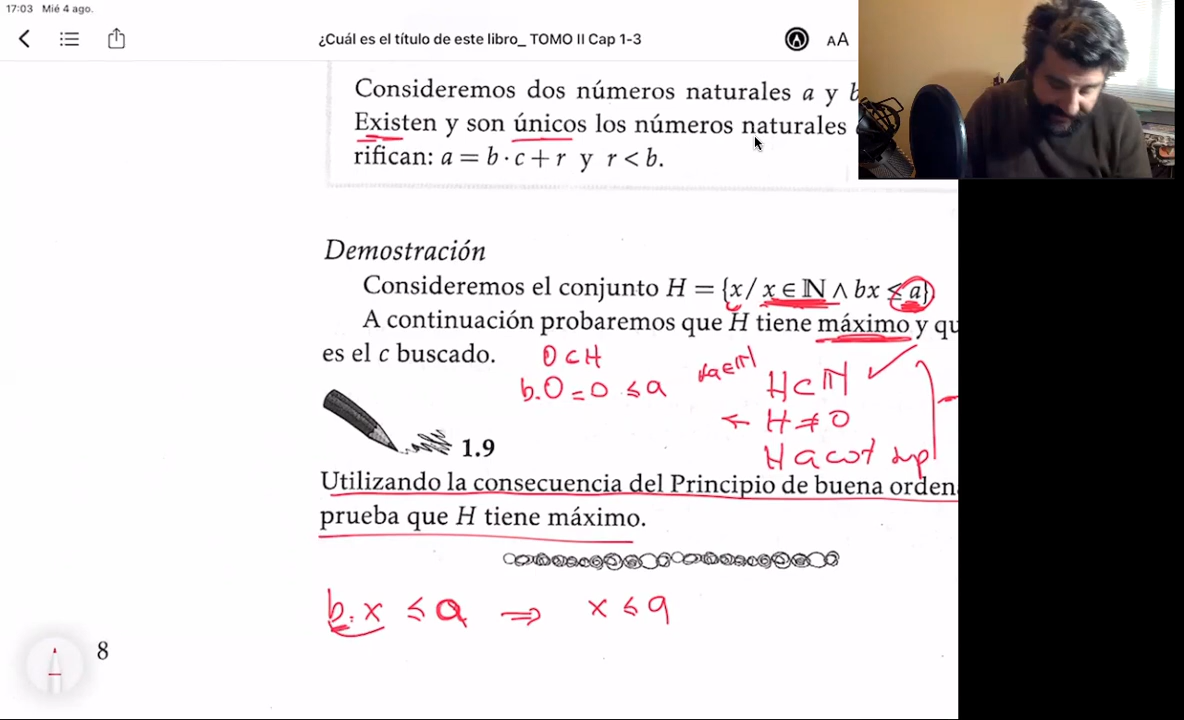 17:03 Mié 4 ago.
¿Cuál es el título de este libro_ TOMO II Cap 1-3
AA
Consideremos dos números naturales a y b
Existen y son únicos los números naturales
rifican: a = b · c + r y r < b.
Demostración
Consideremos el conjunto H = {x / x ∈ ℕ ∧ bx ≤ a}
A continuación probaremos que H tiene máximo y qu
es el c buscado.
0 ∈ H
b.0 = 0 ≤ a
∀a∈ℕ
H ⊂ ℕ
← H ≠ 0
H acot sup
1.9
Utilizando la consecuencia del Principio de buena orden
prueba que H tiene máximo.
b.x ≤ a ⇒ x ≤ a
8